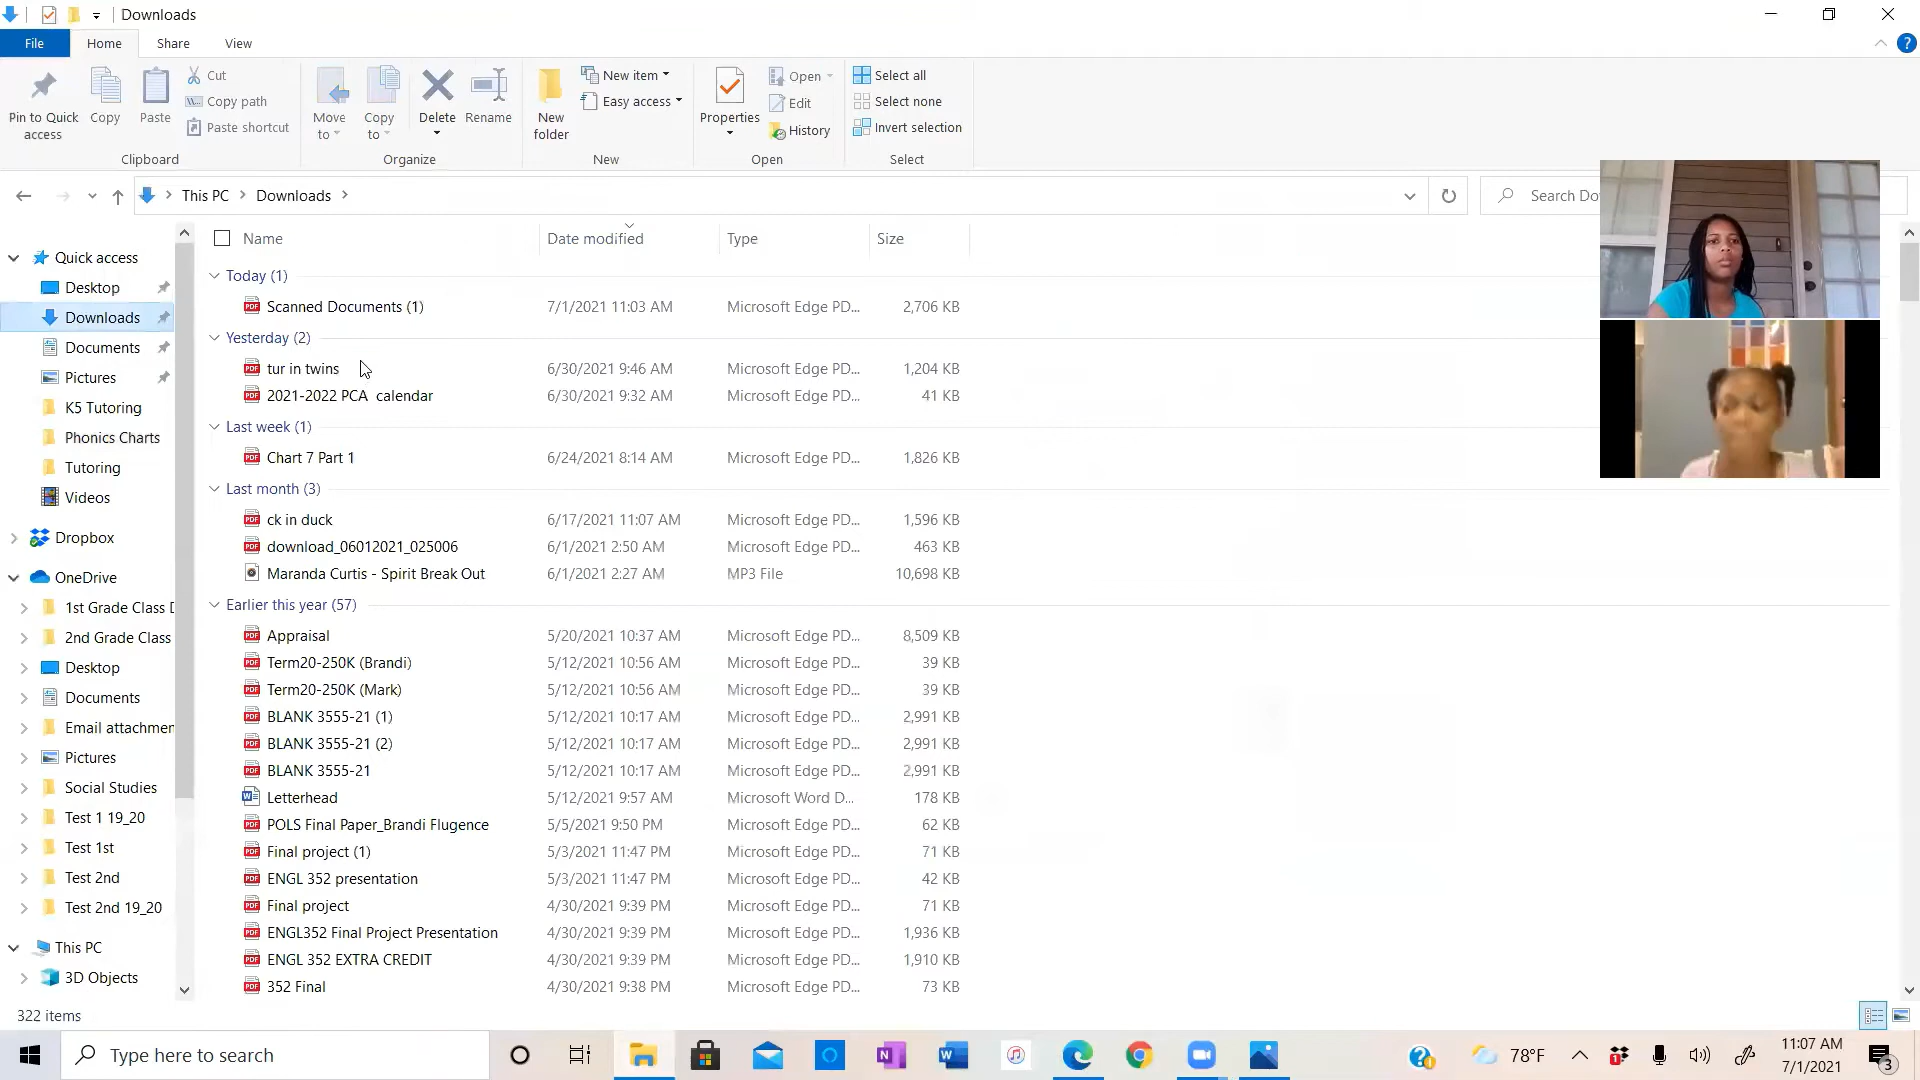 Downloads
File Home Share View
Pin to Quick access
Copy
Paste
Cut
Copy path
Paste shortcut
Clipboard
Move to
Copy to
Delete
Rename
Organize
New folder
New item
Easy access
New
Properties
Open
Edit
History
Open
Select all
Select none
Invert selection
Select
This PC Downloads
Search Do
Quick access
Desktop
Downloads
Documents
Pictures
K5 Tutoring
Phonics Charts
Tutoring
Videos
Dropbox
OneDrive
1st Grade Class D
2nd Grade Class
Desktop
Documents
Email attachmen
Pictures
Social Studies
Test 1 19_20
Test 1st
Test 2nd
Test 2nd 19_20
This PC
3D Objects
Name Date modified Type Size
Today (1)
Scanned Documents (1) 7/1/2021 11:03 AM Microsoft Edge PD... 2,706 KB
Yesterday (2)
tur in twins 6/30/2021 9:46 AM Microsoft Edge PD... 1,204 KB
2021-2022 PCA calendar 6/30/2021 9:32 AM Microsoft Edge PD... 41 KB
Last week (1)
Chart 7 Part 1 6/24/2021 8:14 AM Microsoft Edge PD... 1,826 KB
Last month (3)
ck in duck 6/17/2021 11:07 AM Microsoft Edge PD... 1,596 KB
download_06012021_025006 6/1/2021 2:50 AM Microsoft Edge PD... 463 KB
Maranda Curtis - Spirit Break Out 6/1/2021 2:27 AM MP3 File 10,698 KB
Earlier this year (57)
Appraisal 5/20/2021 10:37 AM Microsoft Edge PD... 8,509 KB
Term20-250K (Brandi) 5/12/2021 10:56 AM Microsoft Edge PD... 39 KB
Term20-250K (Mark) 5/12/2021 10:56 AM Microsoft Edge PD... 39 KB
BLANK 3555-21 (1) 5/12/2021 10:17 AM Microsoft Edge PD... 2,991 KB
BLANK 3555-21 (2) 5/12/2021 10:17 AM Microsoft Edge PD... 2,991 KB
BLANK 3555-21 5/12/2021 10:17 AM Microsoft Edge PD... 2,991 KB
Letterhead 5/12/2021 9:57 AM Microsoft Word D... 178 KB
POLS Final Paper_Brandi Flugence 5/5/2021 9:50 PM Microsoft Edge PD... 62 KB
Final project (1) 5/3/2021 11:47 PM Microsoft Edge PD... 71 KB
ENGL 352 presentation 5/3/2021 11:47 PM Microsoft Edge PD... 42 KB
Final project 4/30/2021 9:39 PM Microsoft Edge PD... 71 KB
ENGL352 Final Project Presentation 4/30/2021 9:39 PM Microsoft Edge PD... 1,936 KB
ENGL 352 EXTRA CREDIT 4/30/2021 9:39 PM Microsoft Edge PD... 1,910 KB
352 Final 4/30/2021 9:38 PM Microsoft Edge PD... 73 KB
322 items
Type here to search
78°F
11:07 AM
7/1/2021
3